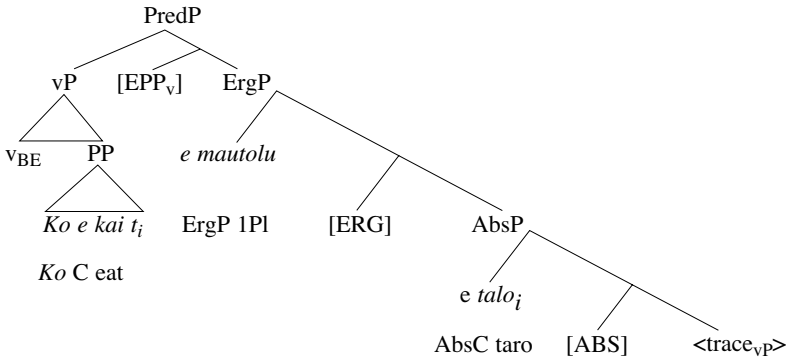 PredP
vP [EPPv] ErgP
vBE PP e mautolu
Ko e kai ti ErgP 1Pl [ERG] AbsP
Ko C eat
e taloi
AbsC taro [ABS] <tracevP>